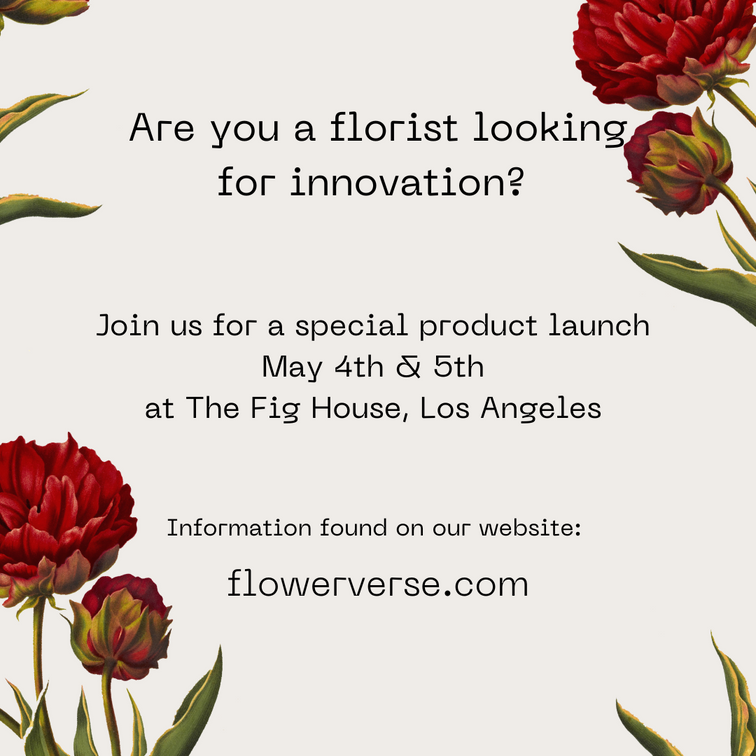 Are you a florist looking
for innovation?
Join us for a special product launch
May 4th & 5th
at The Fig House, Los Angeles
Information found on our website:
flowerverse.com